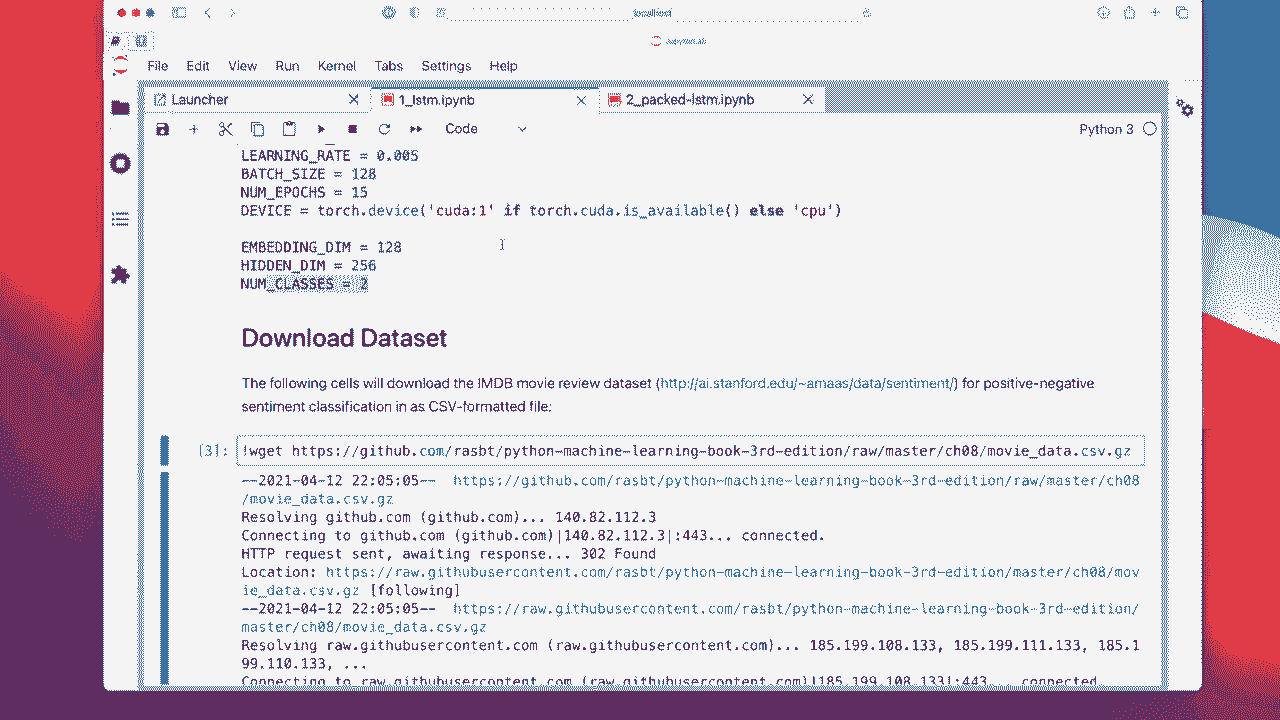 localhost
JupyterLab
File Edit View Run Kernel Tabs Settings Help
Launcher
1_lstm.ipynb
2_packed-lstm.ipynb
Code
Python 3
LEARNING_RATE = 0.005
BATCH_SIZE = 128
NUM_EPOCHS = 15
DEVICE = torch.device('cuda:1' if torch.cuda.is_available() else 'cpu')
EMBEDDING_DIM = 128
HIDDEN_DIM = 256
NUM_CLASSES = 2
Download Dataset
The following cells will download the IMDB movie review dataset (http://ai.stanford.edu/~amaas/data/sentiment/) for positive-negative
sentiment classification in as CSV-formatted file:
[3]: !wget https://github.com/rasbt/python-machine-learning-book-3rd-edition/raw/master/ch08/movie_data.csv.gz
--2021-04-12 22:05:05-- https://github.com/rasbt/python-machine-learning-book-3rd-edition/raw/master/ch08
/movie_data.csv.gz
Resolving github.com (github.com)... 140.82.112.3
Connecting to github.com (github.com)|140.82.112.3|:443... connected.
HTTP request sent, awaiting response... 302 Found
Location: https://raw.githubusercontent.com/rasbt/python-machine-learning-book-3rd-edition/master/ch08/mov
ie_data.csv.gz [following]
--2021-04-12 22:05:05-- https://raw.githubusercontent.com/rasbt/python-machine-learning-book-3rd-edition/
master/ch08/movie_data.csv.gz
Resolving raw.githubusercontent.com (raw.githubusercontent.com)... 185.199.108.133, 185.199.111.133, 185.1
99.110.133, ...
Connecting to raw.githubusercontent.com (raw.githubusercontent.com)|185.199.108.133|:443... connected.